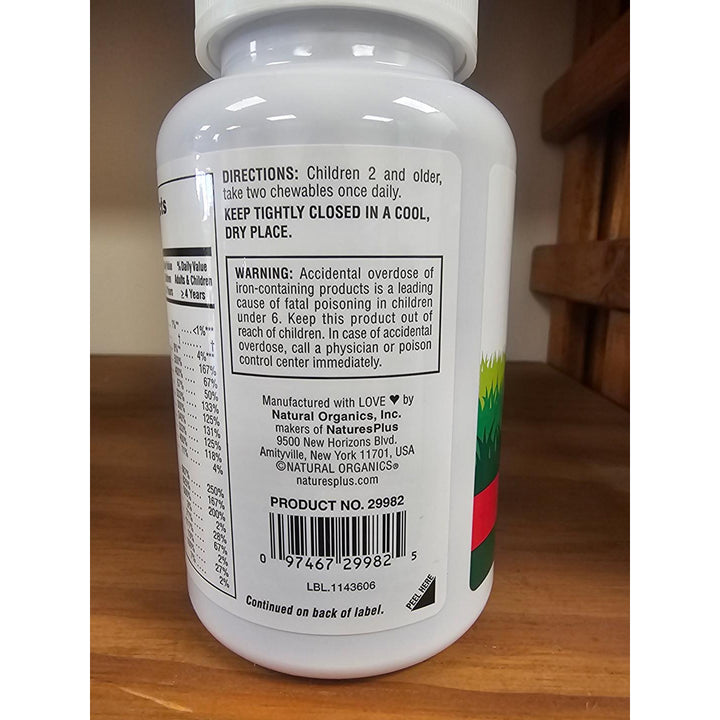 % Daily Value
Adults & Children
≥ 4 Years
<1%***
†
4%***
167%
67%
50%
133%
125%
131%
125%
118%
4%
250%
167%
200%
2%
28%
67%
2%
27%
2%
DIRECTIONS: Children 2 and older,
take two chewables once daily.
KEEP TIGHTLY CLOSED IN A COOL,
DRY PLACE.
WARNING: Accidental overdose of
iron-containing products is a leading
cause of fatal poisoning in children
under 6. Keep this product out of
reach of children. In case of accidental
overdose, call a physician or poison
control center immediately.
Manufactured with LOVE ♥ by
Natural Organics, Inc.
makers of NaturesPlus
9500 New Horizons Blvd.
Amityville, New York 11701, USA
©NATURAL ORGANICS®
naturesplus.com
PRODUCT NO. 29982
0 97467 29982 5
LBL.1143606
Continued on back of label.
PEEL HERE